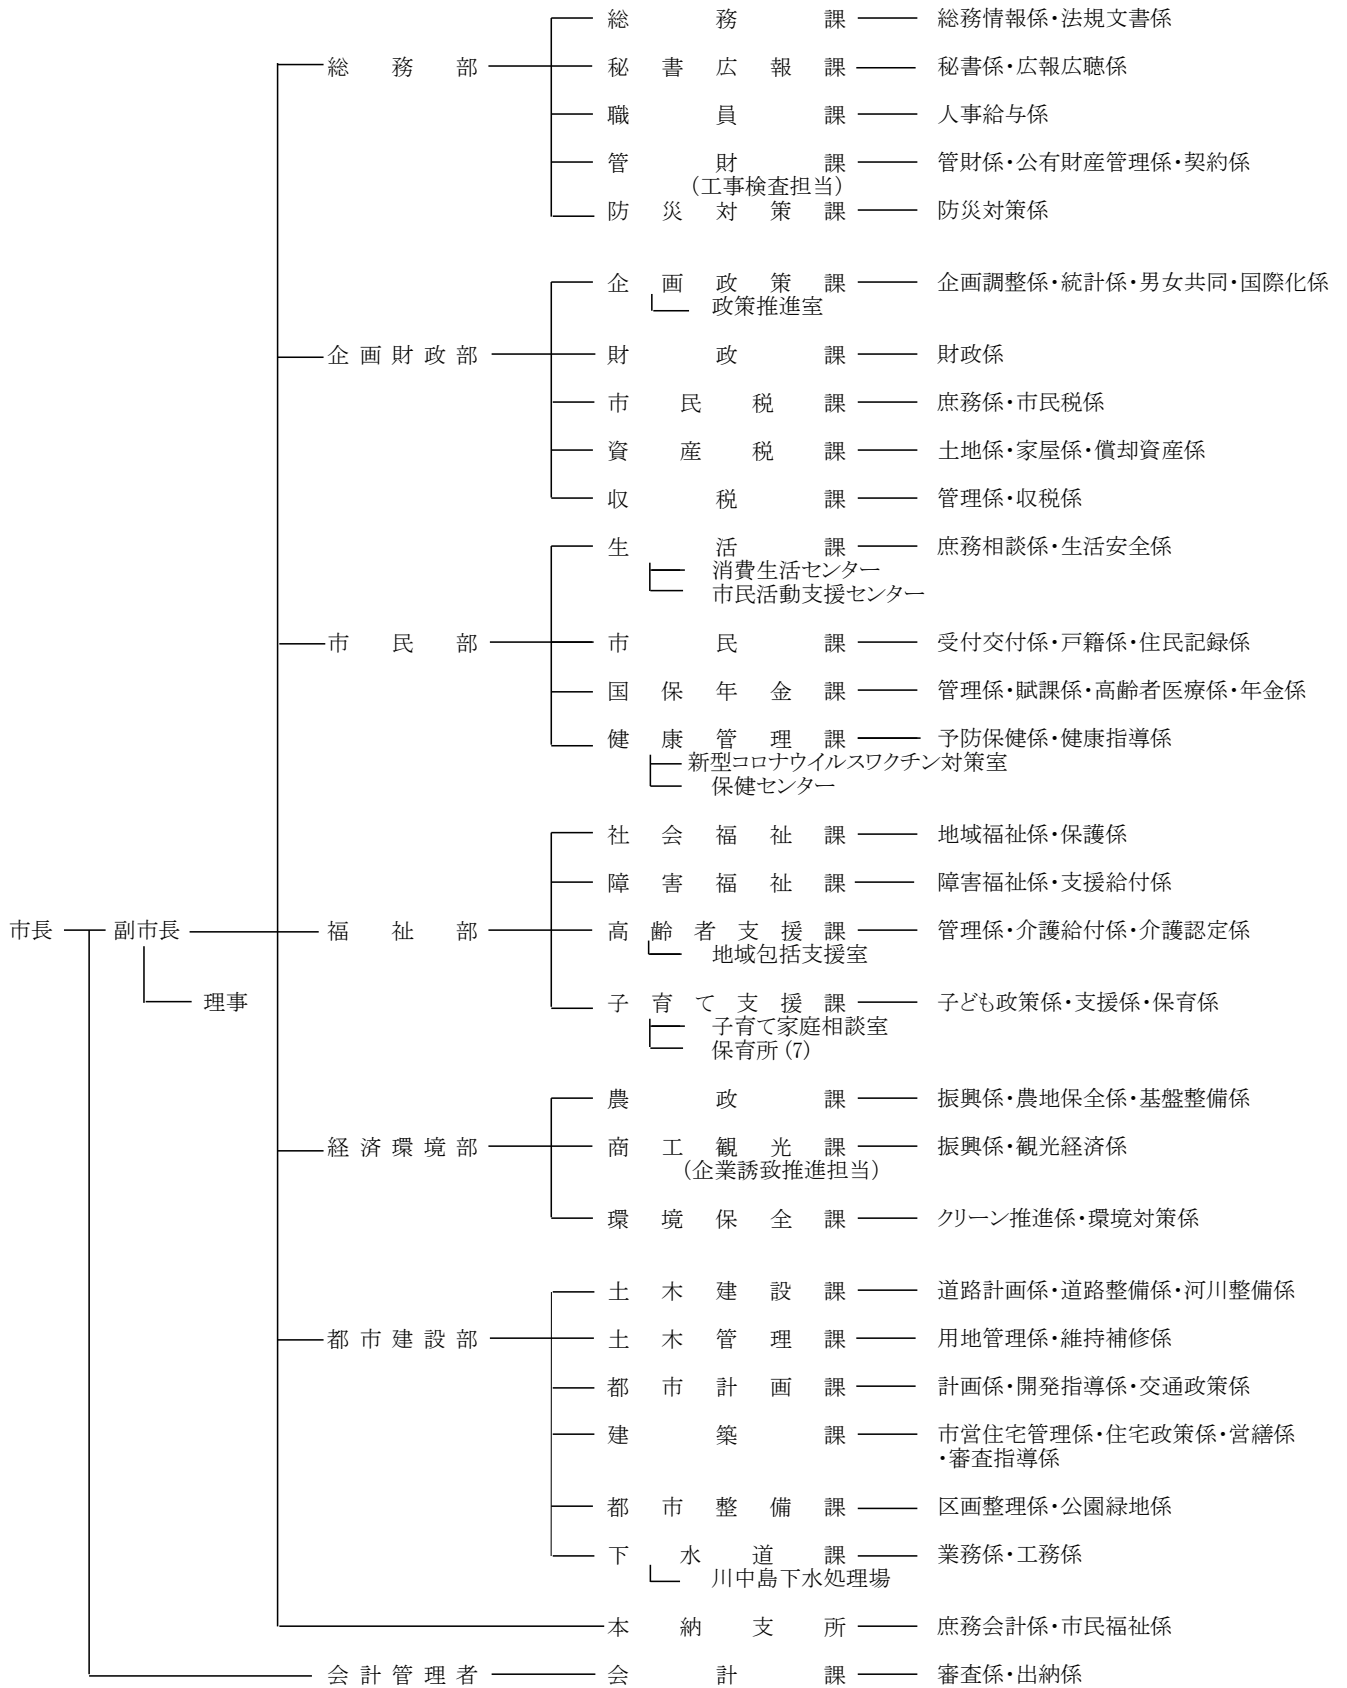 総務課 総務情報係・法規文書係
総務部 秘書広報課 秘書係・広報広聴係
職員課 人事給与係
管財課 管財係・公有財産管理係・契約係
（工事検査担当）
防災対策課 防災対策係
企画政策課 企画調整係・統計係・男女共同・国際化係
政策推進室
企画財政部 財政課 財政係
市民税課 庶務係・市民税係
資産税課 土地係・家屋係・償却資産係
収税課 管理係・収税係
生活課 庶務相談係・生活安全係
消費生活センター
市民活動支援センター
市民部 市民課 受付交付係・戸籍係・住民記録係
国保年金課 管理係・賦課係・高齢者医療係・年金係
健康管理課 予防保健係・健康指導係
新型コロナウイルスワクチン対策室
保健センター
社会福祉課 地域福祉係・保護係
障害福祉課 障害福祉係・支援給付係
市長 副市長 福祉部 高齢者支援課 管理係・介護給付係・介護認定係
地域包括支援室
理事 子育て支援課 子ども政策係・支援係・保育係
子育て家庭相談室
保育所(7)
農政課 振興係・農地保全係・基盤整備係
経済環境部 商工観光課 振興係・観光経済係
（企業誘致推進担当）
環境保全課 クリーン推進係・環境対策係
土木建設課 道路計画係・道路整備係・河川整備係
都市建設部 土木管理課 用地管理係・維持補修係
都市計画課 計画係・開発指導係・交通政策係
建築課 市営住宅管理係・住宅政策係・営繕係
・審査指導係
都市整備課 区画整理係・公園緑地係
下水道課 業務係・工務係
川中島下水処理場
本納支所 庶務会計係・市民福祉係
会計管理者 会計課 審査係・出納係